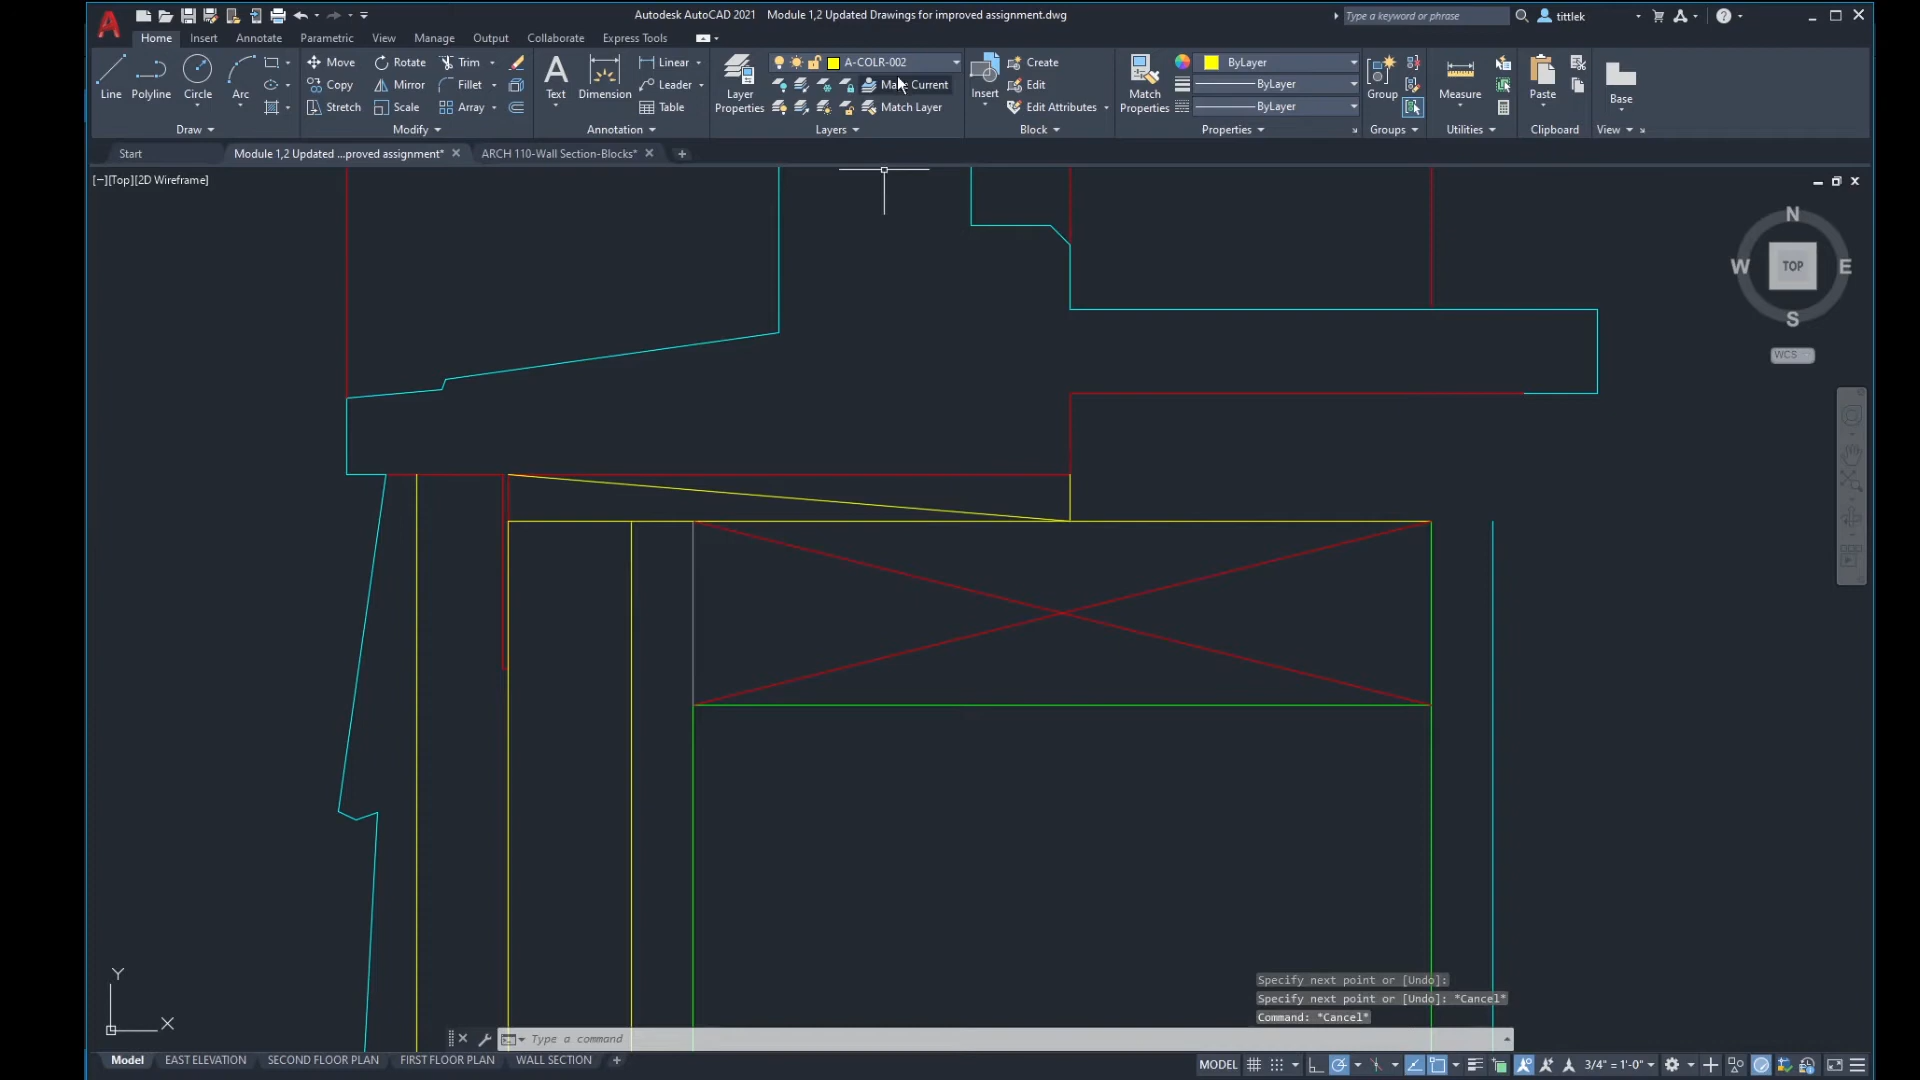 Autodesk AutoCAD 2021 Module 1,2 Updated Drawings for improved assignment.dwg
Type a keyword or phrase
tittlek
Home Insert Annotate Parametric View Manage Output Collaborate Express Tools
Line Polyline Circle Arc
Move Rotate Trim
Copy Mirror Fillet
Stretch Scale Array
Text Dimension
Linear
Leader
Table
Layer Properties
A-COLR-002
Make Current
Match Layer
Insert
Create
Edit
Edit Attributes
Match Properties
ByLayer
ByLayer
ByLayer
Group
Measure
Paste
Base
Draw Modify Annotation Layers Block Properties Groups Utilities Clipboard View
Start Module 1,2 Updated ...proved assignment* ARCH 110-Wall Section-Blocks*
[−][Top][2D Wireframe]
N
W TOP E
S
WCS
Y
X
Specify next point or [Undo]:
Specify next point or [Undo]: *Cancel*
Command: *Cancel*
Type a command
Model EAST ELEVATION SECOND FLOOR PLAN FIRST FLOOR PLAN WALL SECTION
MODEL 3/4" = 1'-0"